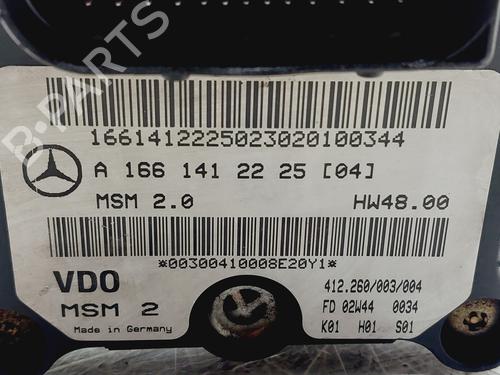 B-PARTS
1661412225023020100344
A 166 141 22 25 [04]
MSM 2.0 HW48.00
*00300410008E20Y1*
VDO 412.260/003/004
MSM 2 FD 02W44 0034
Made in Germany K01 H01 S01